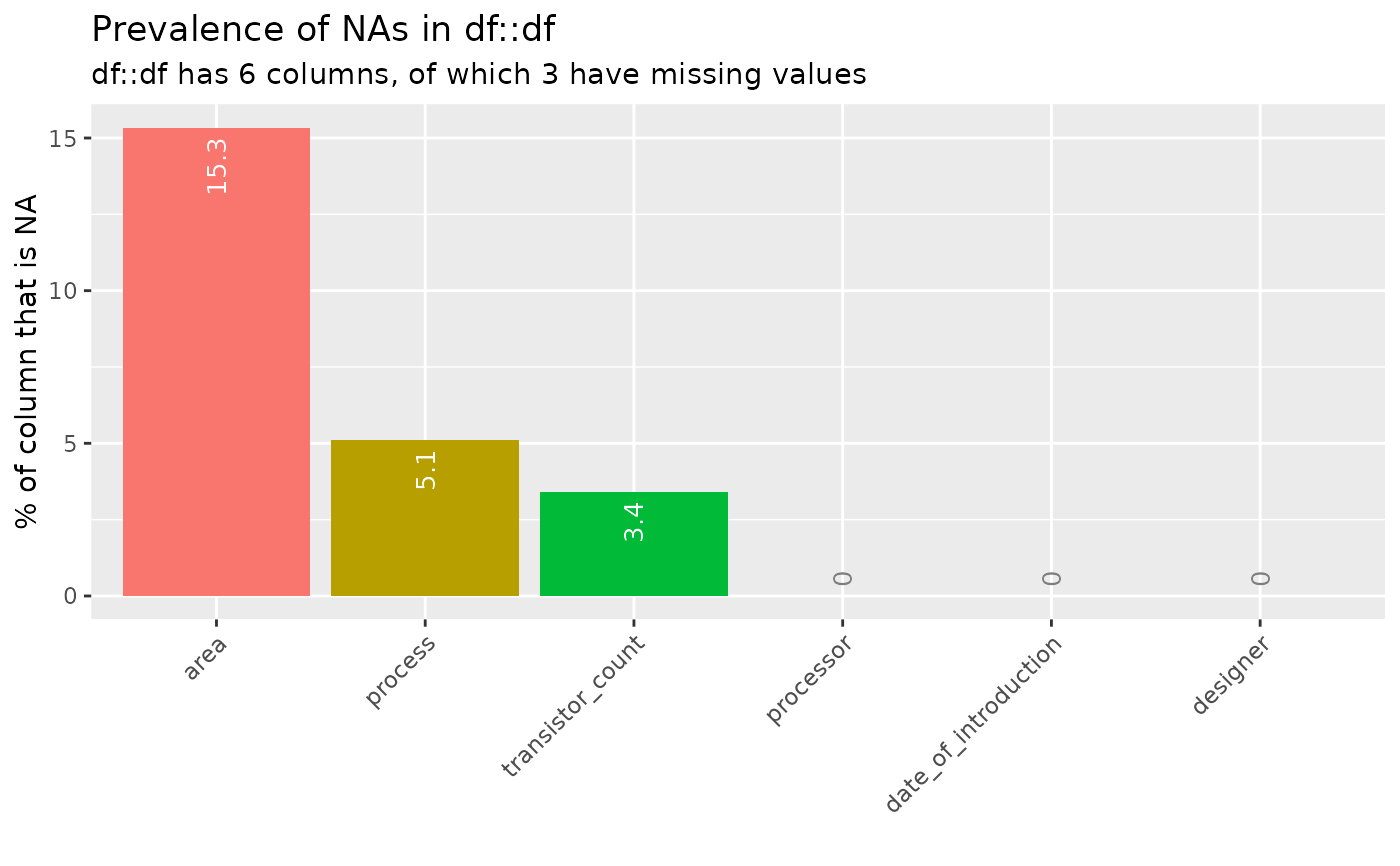 Prevalence of NAs in df::df
df::df has 6 columns, of which 3 have missing values
% of column that is NA
15
10
5
0
15.3
5.1
3.4
0
0
0
area
process
transistor_count
processor
date_of_introduction
designer